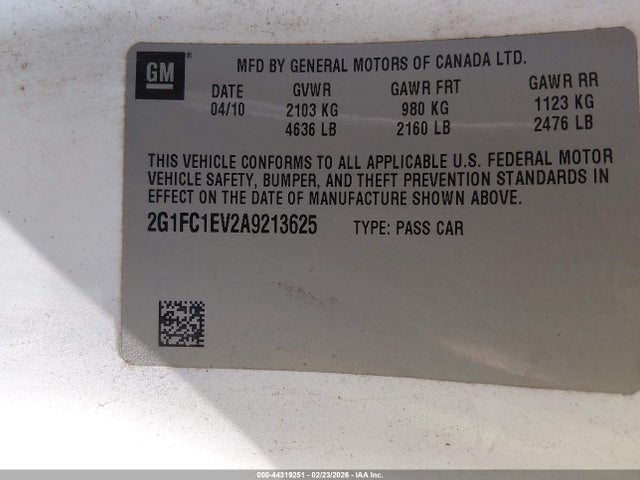 GM ®
MFD BY GENERAL MOTORS OF CANADA LTD.
DATE GVWR GAWR FRT GAWR RR
04/10 2103 KG 980 KG 1123 KG
4636 LB 2160 LB 2476 LB
THIS VEHICLE CONFORMS TO ALL APPLICABLE U.S. FEDERAL MOTOR
VEHICLE SAFETY, BUMPER, AND THEFT PREVENTION STANDARDS IN
EFFECT ON THE DATE OF MANUFACTURE SHOWN ABOVE.
2G1FC1EV2A9213625 TYPE: PASS CAR
000-44319251 - 02/23/2026 - IAA Inc.